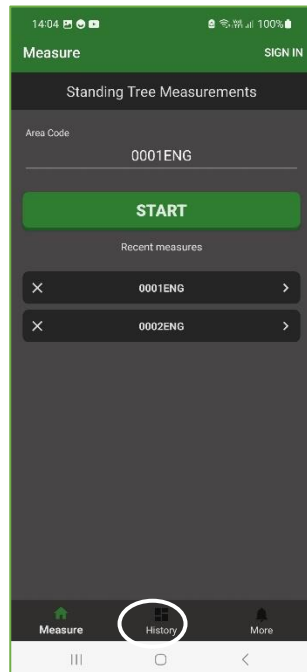 14:04 100%
Measure SIGN IN
Standing Tree Measurements
Area Code
0001ENG
START
Recent measures
0001ENG
0002ENG
Measure History More